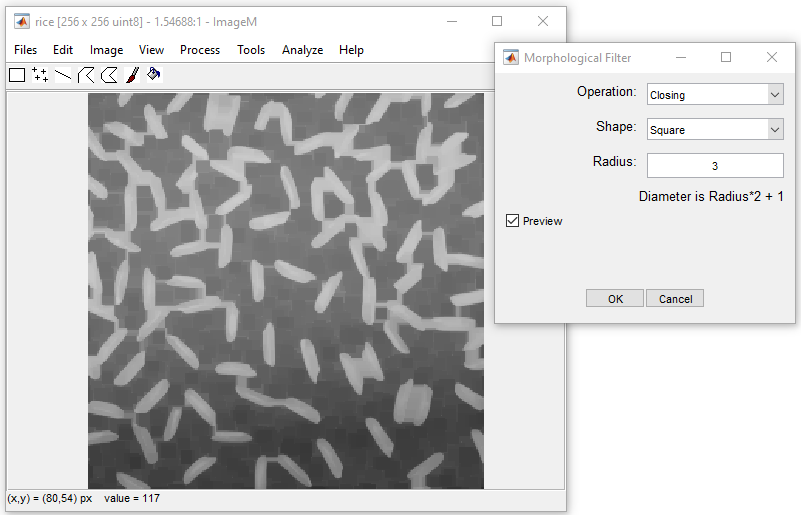 rice [256 x 256 uint8] - 1.54688:1 - ImageM
Files Edit Image View Process Tools Analyze Help
Morphological Filter
Operation: Closing
Shape: Square
Radius: 3
Diameter is Radius*2 + 1
Preview
OK Cancel
(x,y) = (80,54) px value = 117